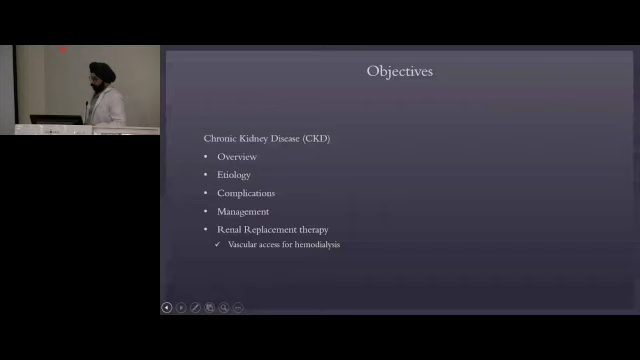 Objectives
Chronic Kidney Disease (CKD)
• Overview
• Etiology
• Complications
• Management
• Renal Replacement therapy
✓ Vascular access for hemodialysis